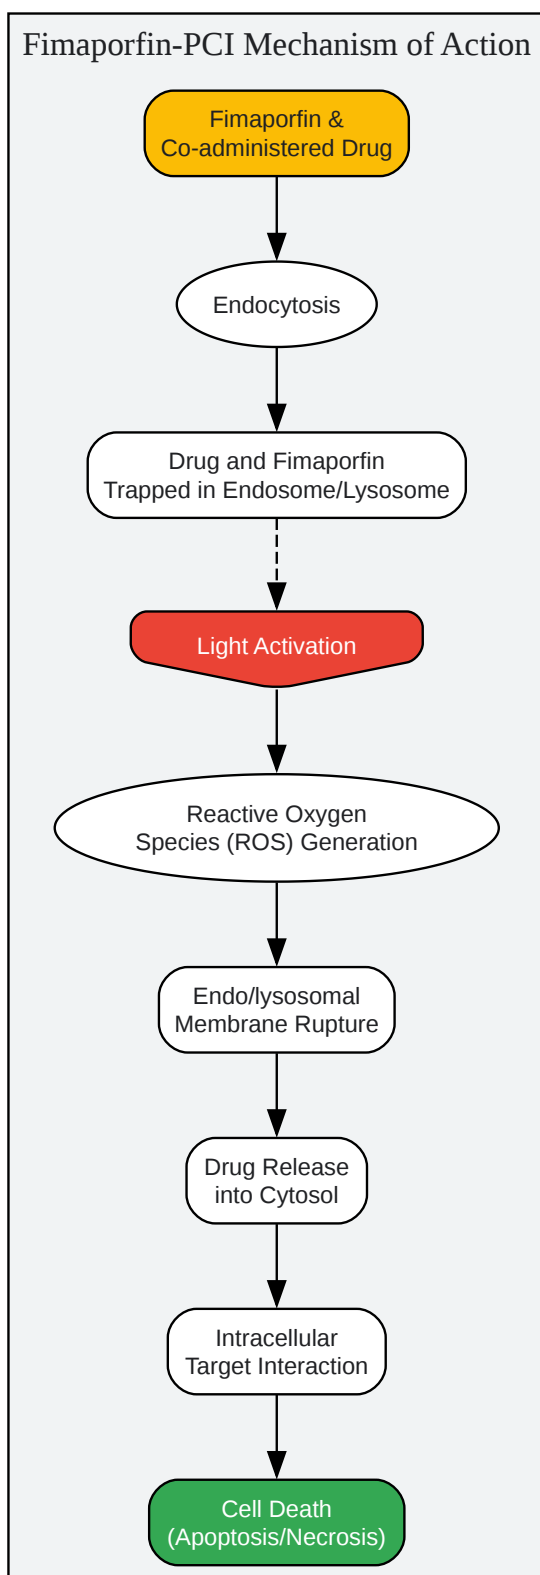 Fimaporfin-PCI Mechanism of Action
Fimaporfin &
Co-administered Drug
Endocytosis
Drug and Fimaporfin
Trapped in Endosome/Lysosome
Light Activation
Reactive Oxygen
Species (ROS) Generation
Endo/lysosomal
Membrane Rupture
Drug Release
into Cytosol
Intracellular
Target Interaction
Cell Death
(Apoptosis/Necrosis)